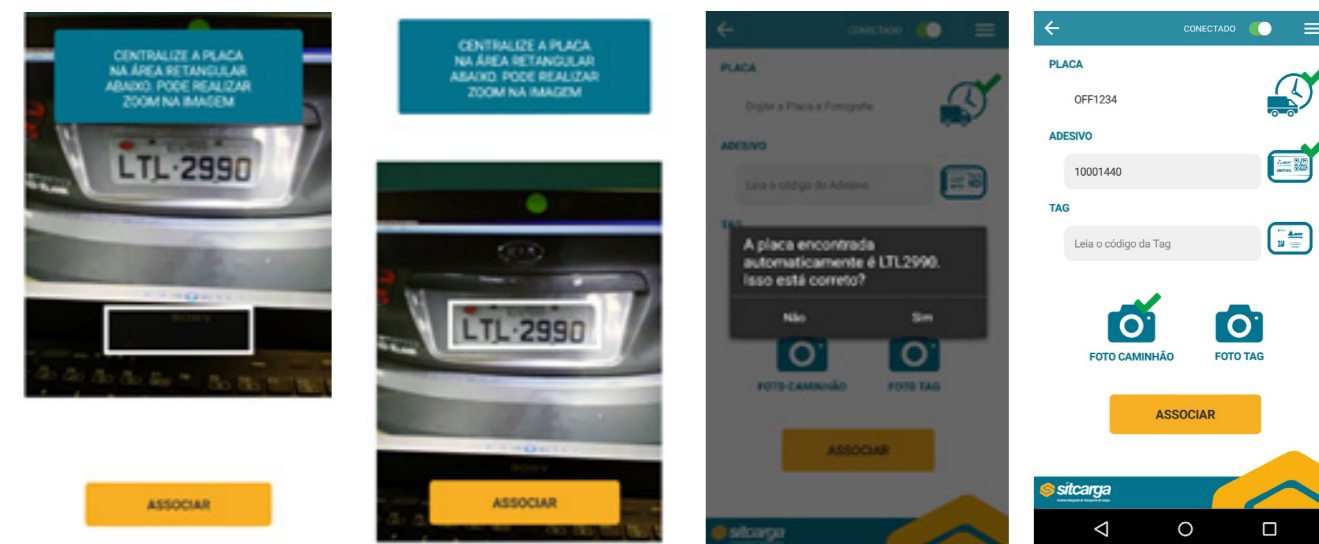 CENTRALIZE A PLACA
NA ÁREA RETANGULAR
ABAIXO. PODE REALIZAR
ZOOM NA IMAGEM
LTL·2990
SONY
ASSOCIAR
CENTRALIZE A PLACA
NA ÁREA RETANGULAR
ABAIXO. PODE REALIZAR
ZOOM NA IMAGEM
KIA
LTL·2990
SONY
ASSOCIAR
CONECTADO
PLACA
Digite a Placa e Fotografe
ADESIVO
Leia o código do Adesivo
TAG
A placa encontrada
automaticamente é LTL2990.
Isso está correto?
Não Sim
FOTO CAMINHÃO FOTO TAG
ASSOCIAR
sitcarga
CONECTADO
PLACA
OFF1234
ADESIVO
10001440
TAG
Leia o código da Tag
FOTO CAMINHÃO FOTO TAG
ASSOCIAR
sitcarga